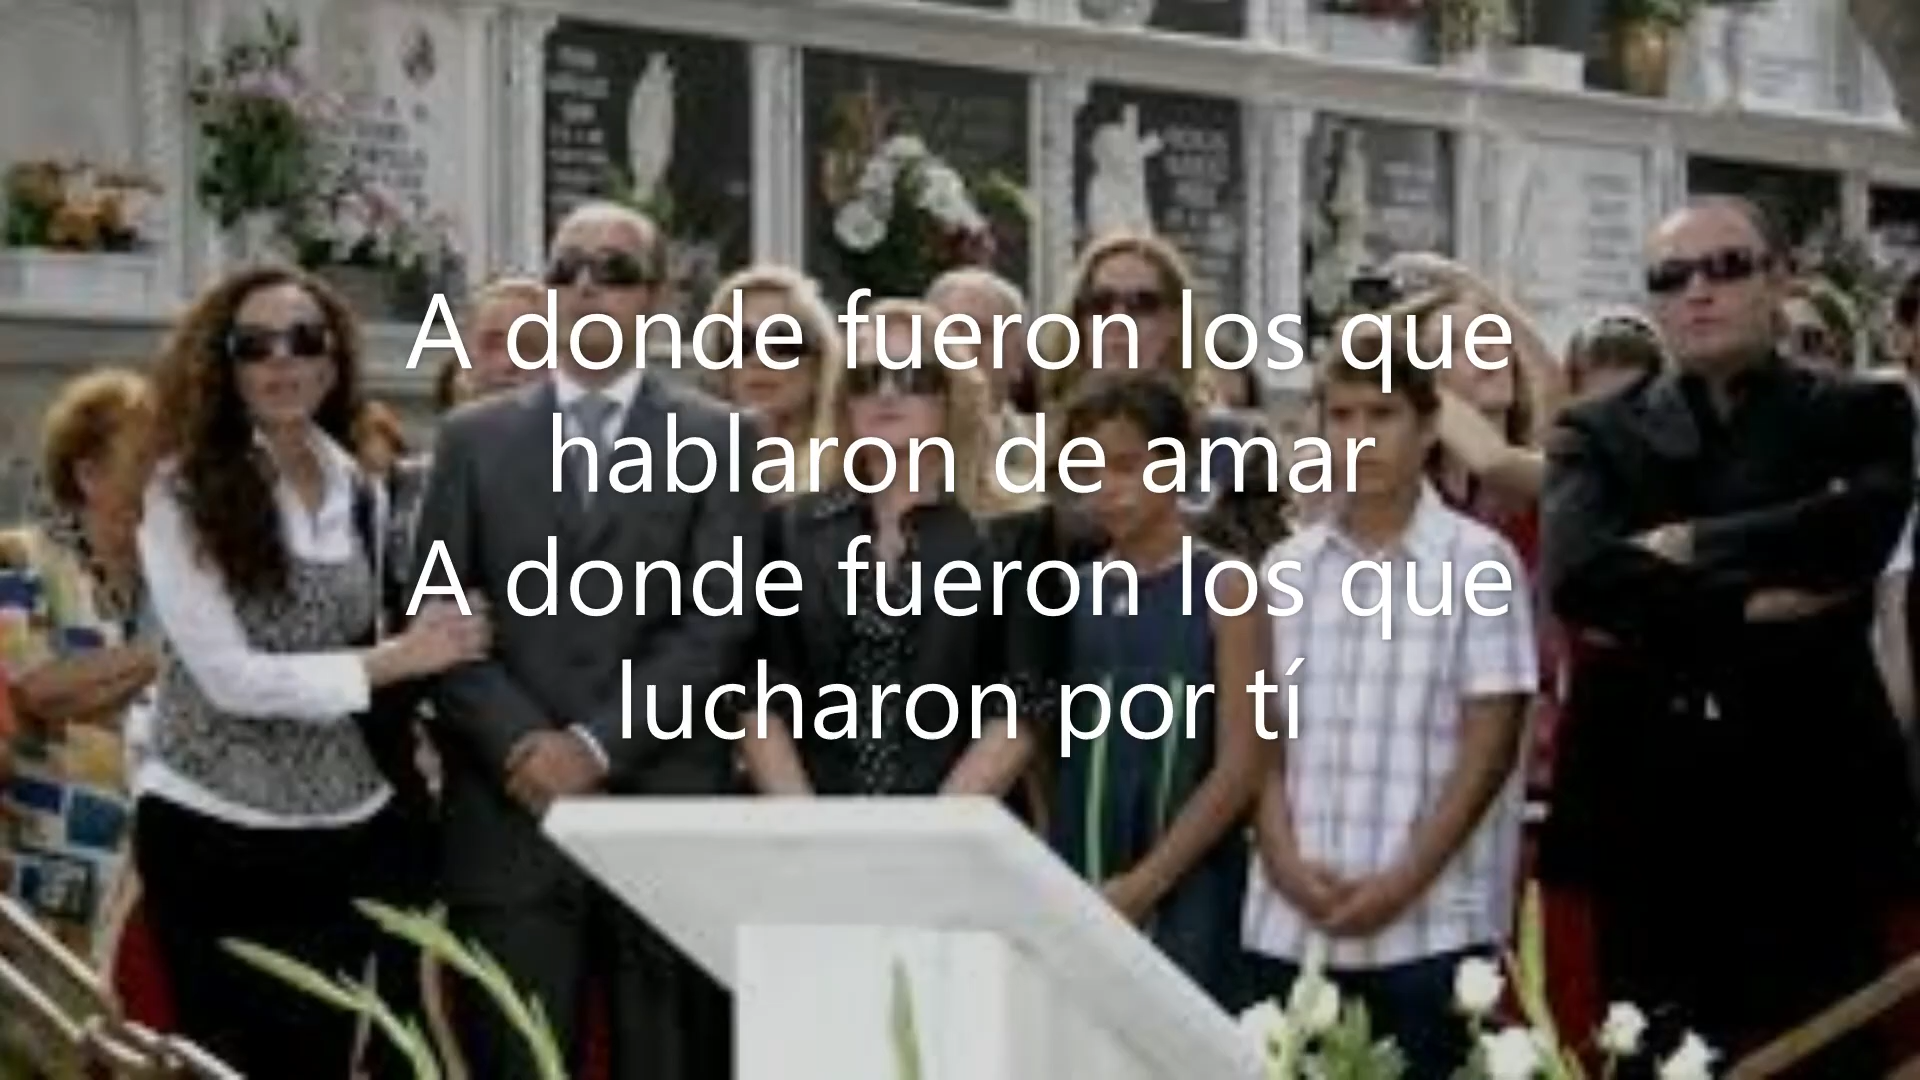 A donde fueron los que
hablaron de amar
A donde fueron los que
lucharon por tí